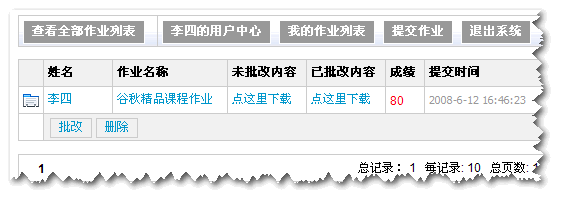 查看全部作业列表 李四的用户中心 我的作业列表 提交作业 退出系统
姓名 作业名称 未批改内容 已批改内容 成绩 提交时间
李四 谷秋精品课程作业 点这里下载 点这里下载 80 2008-6-12 16:46:23
批改 删除
1 总记录： 1 每记录: 10 总页数: 1